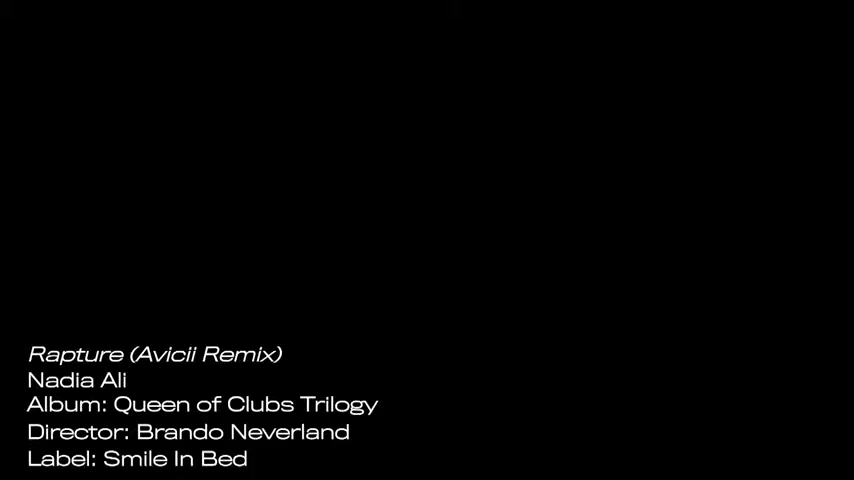 Rapture (Avicii Remix)
Nadia Ali
Album: Queen of Clubs Trilogy
Director: Brando Neverland
Label: Smile In Bed